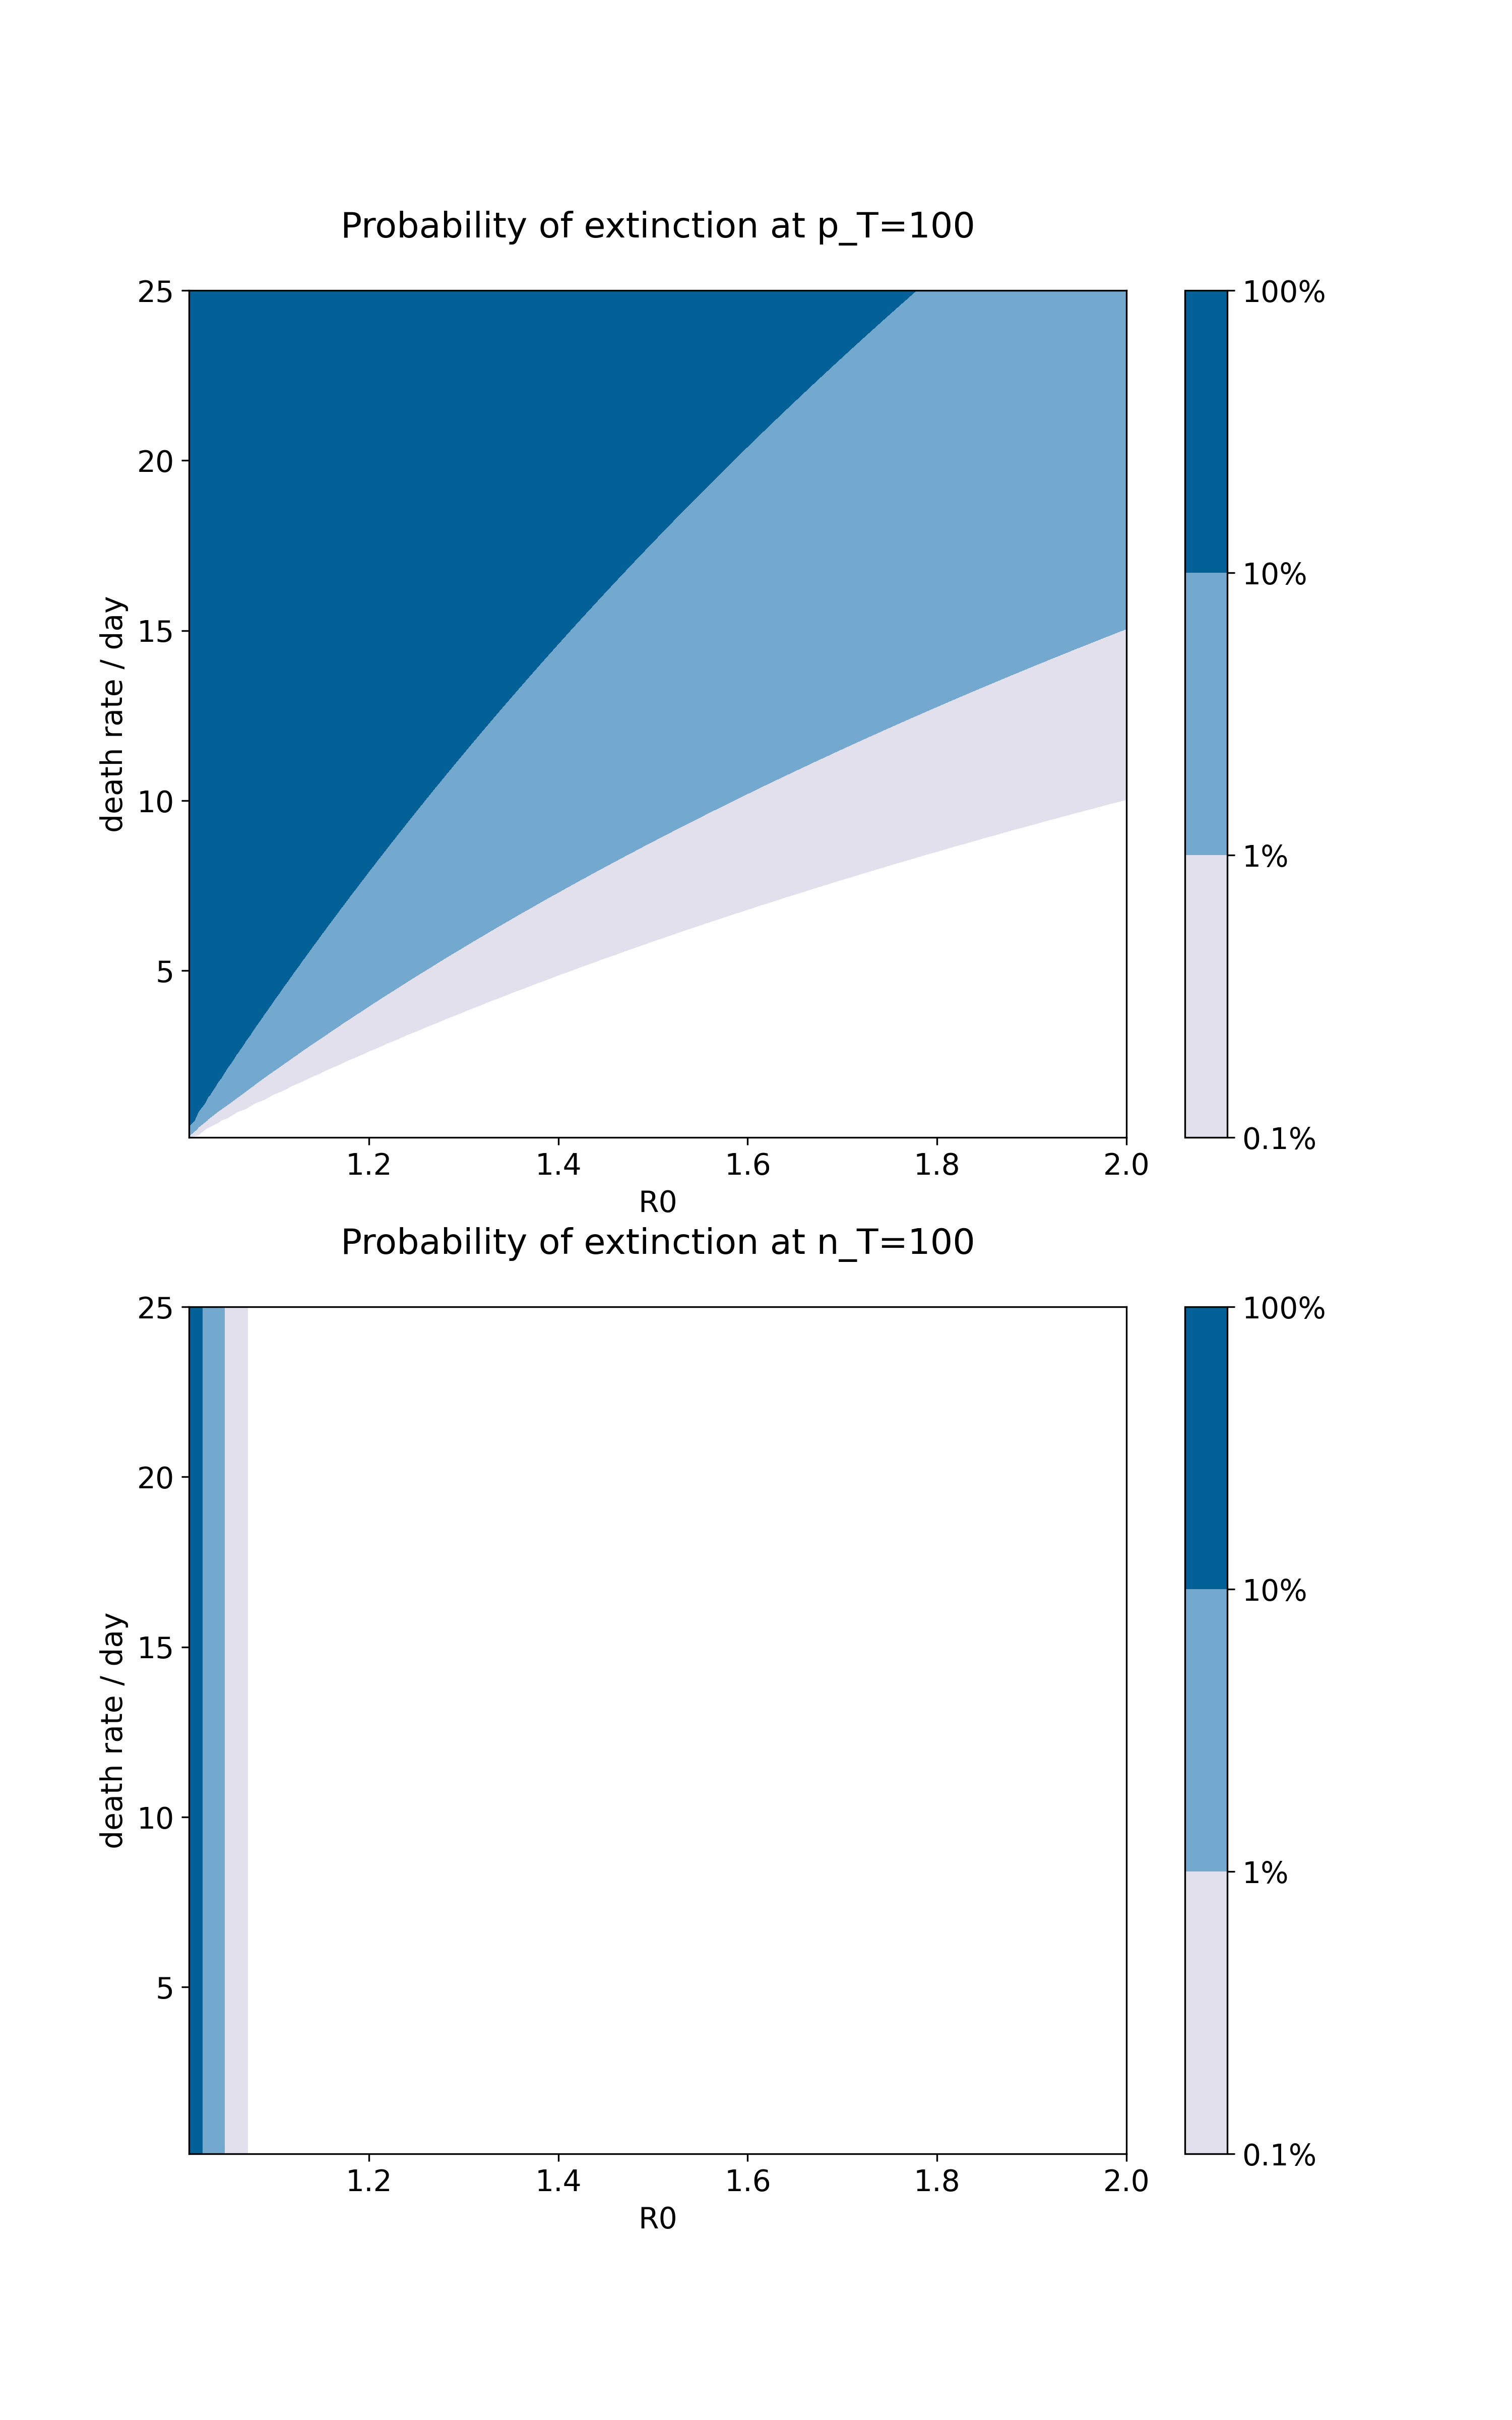 Probability of extinction at p_T=100
25
20
15
10
5
death rate / day
1.2 1.4 1.6 1.8 2.0
R0
100%
10%
1%
0.1%
Probability of extinction at n_T=100
25
20
15
10
5
death rate / day
1.2 1.4 1.6 1.8 2.0
R0
100%
10%
1%
0.1%